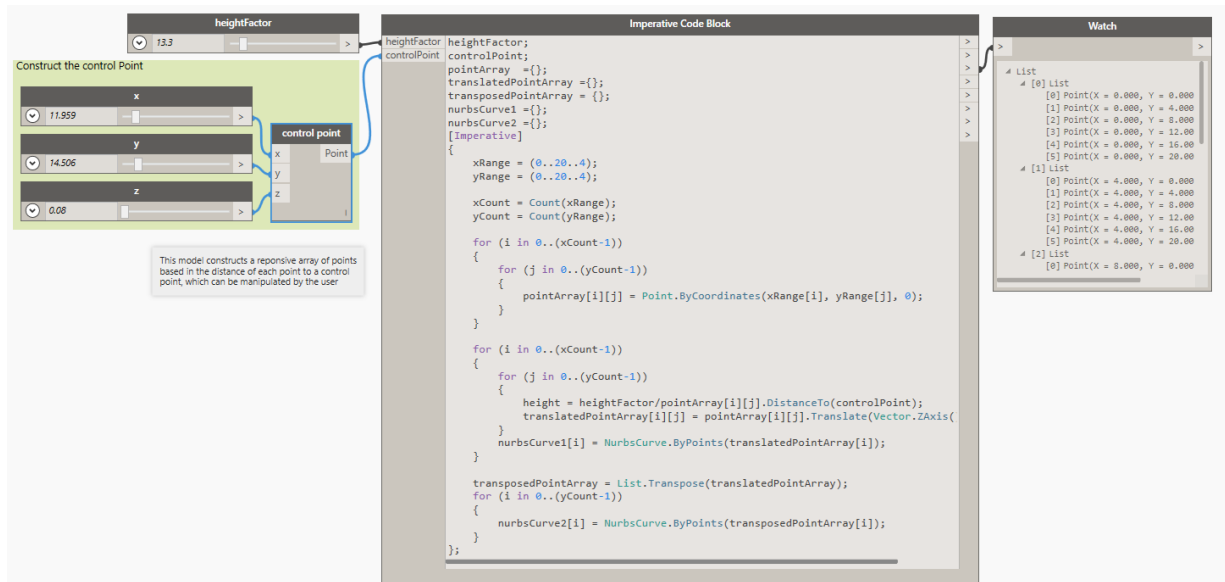 heightFactor
13.3
>
Construct the control Point
x
11.959
>
y
14.506
>
z
0.08
>
control point
x
Point
y
z
This model constructs a reponsive array of points
based in the distance of each point to a control
point, which can be manipulated by the user
Imperative Code Block
heightFactor
controlPoint
heightFactor;
controlPoint;
pointArray ={};
translatedPointArray ={};
transposedPointArray = {};
nurbsCurve1 ={};
nurbsCurve2 ={};
[Imperative]
{
xRange = (0..20..4);
yRange = (0..20..4);
xCount = Count(xRange);
yCount = Count(yRange);
for (i in 0..(xCount-1))
{
for (j in 0..(yCount-1))
{
pointArray[i][j] = Point.ByCoordinates(xRange[i], yRange[j], 0);
}
}
for (i in 0..(xCount-1))
{
for (j in 0..(yCount-1))
{
height = heightFactor/pointArray[i][j].DistanceTo(controlPoint);
translatedPointArray[i][j] = pointArray[i][j].Translate(Vector.ZAxis(
}
nurbsCurve1[i] = NurbsCurve.ByPoints(translatedPointArray[i]);
}
transposedPointArray = List.Transpose(translatedPointArray);
for (i in 0..(yCount-1))
{
nurbsCurve2[i] = NurbsCurve.ByPoints(transposedPointArray[i]);
}
};
>
>
>
>
>
>
>
>
Watch
>
>
List
[0] List
[0] Point(X = 0.000, Y = 0.000
[1] Point(X = 0.000, Y = 4.000
[2] Point(X = 0.000, Y = 8.000
[3] Point(X = 0.000, Y = 12.00
[4] Point(X = 0.000, Y = 16.00
[5] Point(X = 0.000, Y = 20.00
[1] List
[0] Point(X = 4.000, Y = 0.000
[1] Point(X = 4.000, Y = 4.000
[2] Point(X = 4.000, Y = 8.000
[3] Point(X = 4.000, Y = 12.00
[4] Point(X = 4.000, Y = 16.00
[5] Point(X = 4.000, Y = 20.00
[2] List
[0] Point(X = 8.000, Y = 0.000